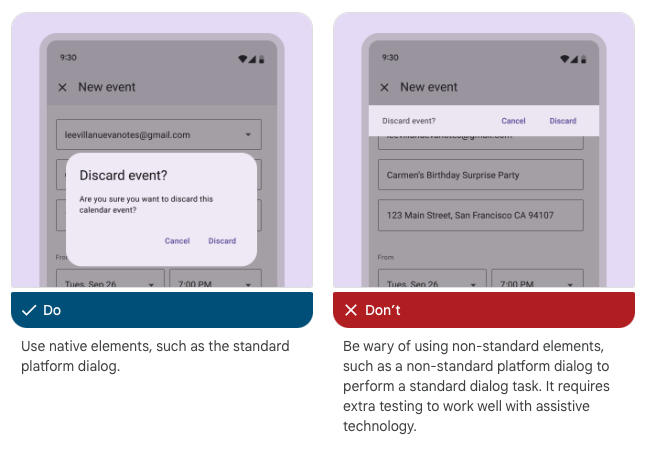 9:30
New event
leevillanuevanotes@gmail.com
Discard event?
Are you sure you want to discard this
calendar event?
Cancel Discard
From
Tues, Sep 26 7:00 PM
Do
Use native elements, such as the standard
platform dialog.
9:30
New event
Discard event? Cancel Discard
leevillanuevanotes@gmail.com
Carmen's Birthday Surprise Party
123 Main Street, San Francisco CA 94107
From
Tues, Sep 26 7:00 PM
Don't
Be wary of using non-standard elements,
such as a non-standard platform dialog to
perform a standard dialog task. It requires
extra testing to work well with assistive
technology.